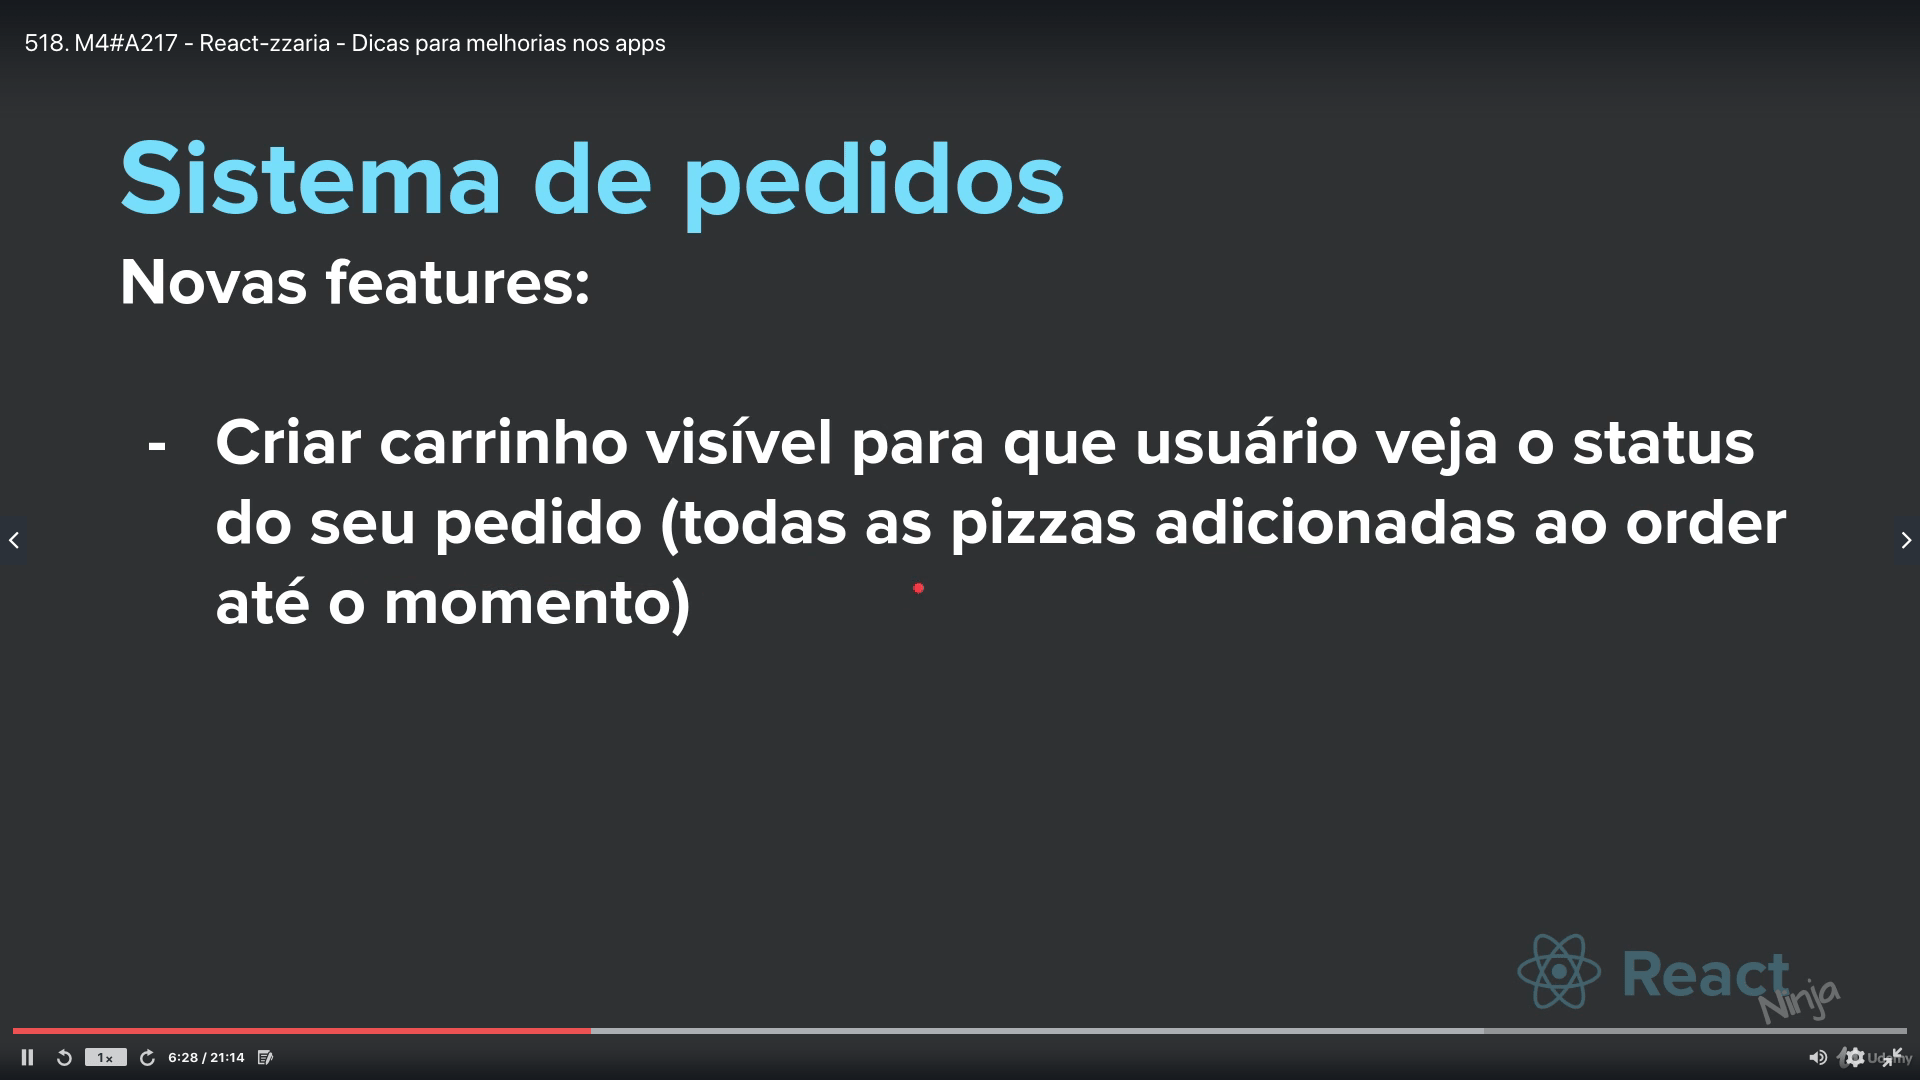 518. M4#A217 - React-zzaria - Dicas para melhorias nos apps
Sistema de pedidos
Novas features:
- Criar carrinho visível para que usuário veja o status
do seu pedido (todas as pizzas adicionadas ao order
até o momento)
React
Ninja
1x
6:28 / 21:14
Udemy